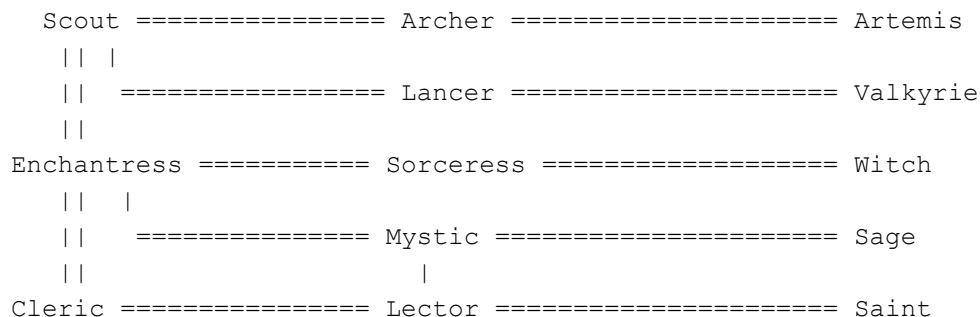 Scout ================ Archer ===================== Artemis
|| |
|| ================= Lancer ===================== Valkyrie
||
Enchantress =========== Sorceress =================== Witch
|| |
|| =============== Mystic ====================== Sage
|| |
Cleric ================ Lector ===================== Saint